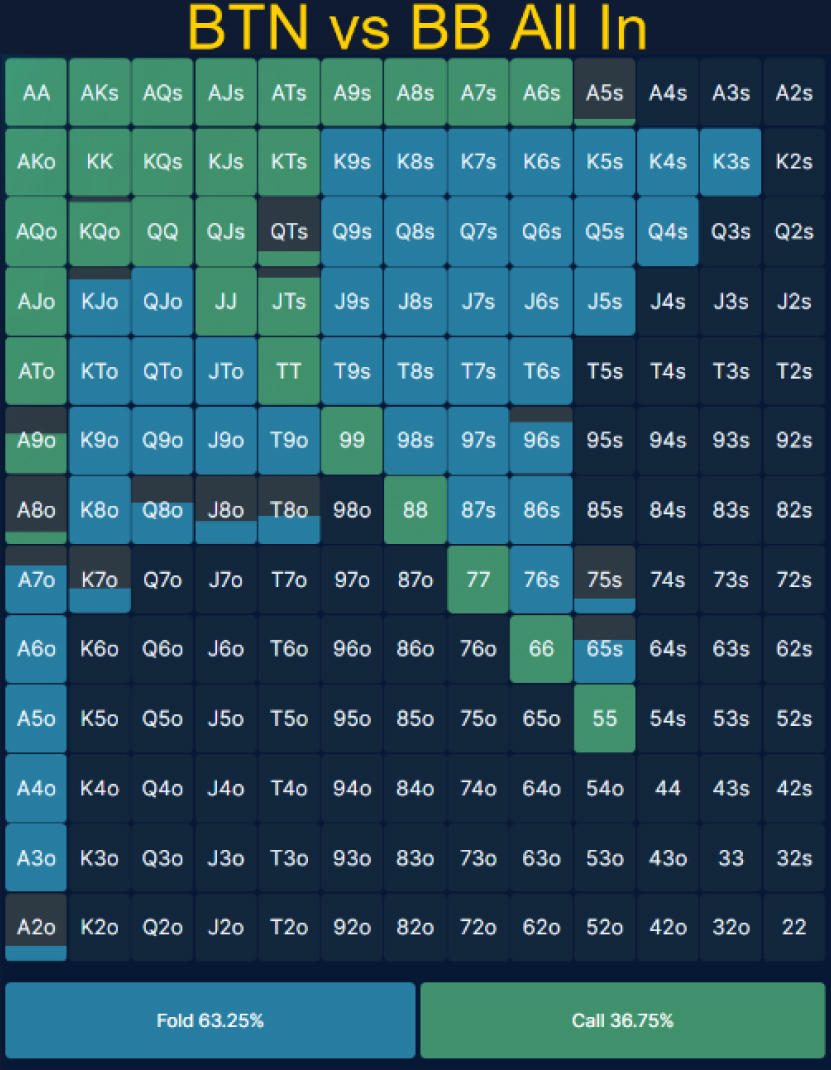 BTN vs BB All In
AA AKs AQs AJs ATs A9s A8s A7s A6s A5s A4s A3s A2s
AKo KK KQs KJs KTs K9s K8s K7s K6s K5s K4s K3s K2s
AQo KQo QQ QJs QTs Q9s Q8s Q7s Q6s Q5s Q4s Q3s Q2s
AJo KJo QJo JJ JTs J9s J8s J7s J6s J5s J4s J3s J2s
ATo KTo QTo JTo TT T9s T8s T7s T6s T5s T4s T3s T2s
A9o K9o Q9o J9o T9o 99 98s 97s 96s 95s 94s 93s 92s
A8o K8o Q8o J8o T8o 98o 88 87s 86s 85s 84s 83s 82s
A7o K7o Q7o J7o T7o 97o 87o 77 76s 75s 74s 73s 72s
A6o K6o Q6o J6o T6o 96o 86o 76o 66 65s 64s 63s 62s
A5o K5o Q5o J5o T5o 95o 85o 75o 65o 55 54s 53s 52s
A4o K4o Q4o J4o T4o 94o 84o 74o 64o 54o 44 43s 42s
A3o K3o Q3o J3o T3o 93o 83o 73o 63o 53o 43o 33 32s
A2o K2o Q2o J2o T2o 92o 82o 72o 62o 52o 42o 32o 22
Fold 63.25% Call 36.75%